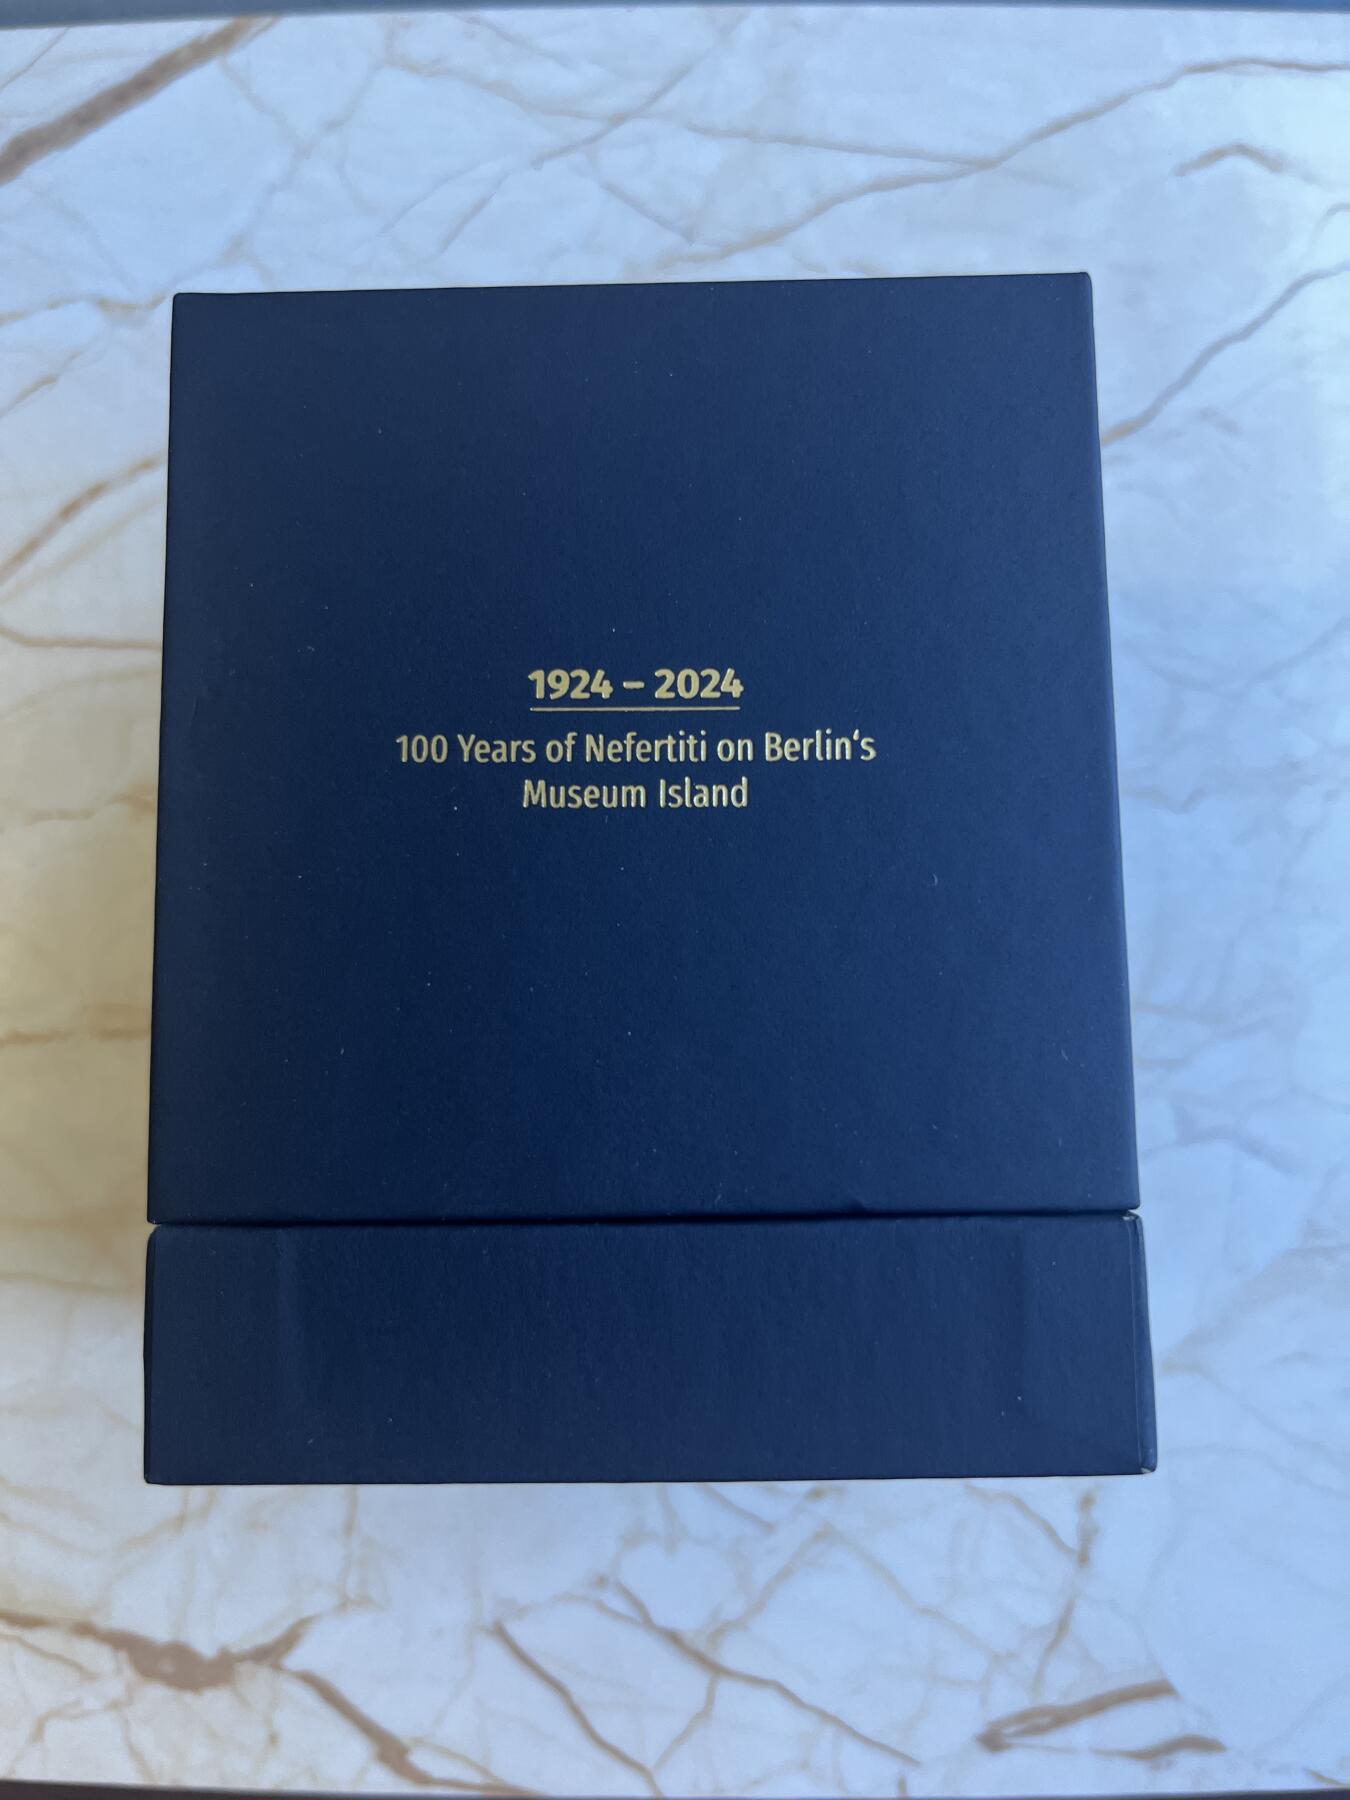 1924 – 2024
100 Years of Nefertiti on Berlin‘s
Museum Island